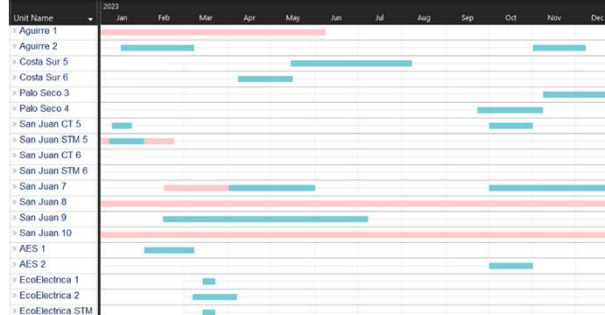 2023
Unit Name Jan Feb Mar Apr May Jun Jul Aug Sep Oct Nov Dec
Aguirre 1
Aguirre 2
Costa Sur 5
Costa Sur 6
Palo Seco 3
Palo Seco 4
San Juan CT 5
San Juan STM 5
San Juan CT 6
San Juan STM 6
San Juan 7
San Juan 8
San Juan 9
San Juan 10
AES 1
AES 2
EcoElectrica 1
EcoElectrica 2
EcoElectrica STM